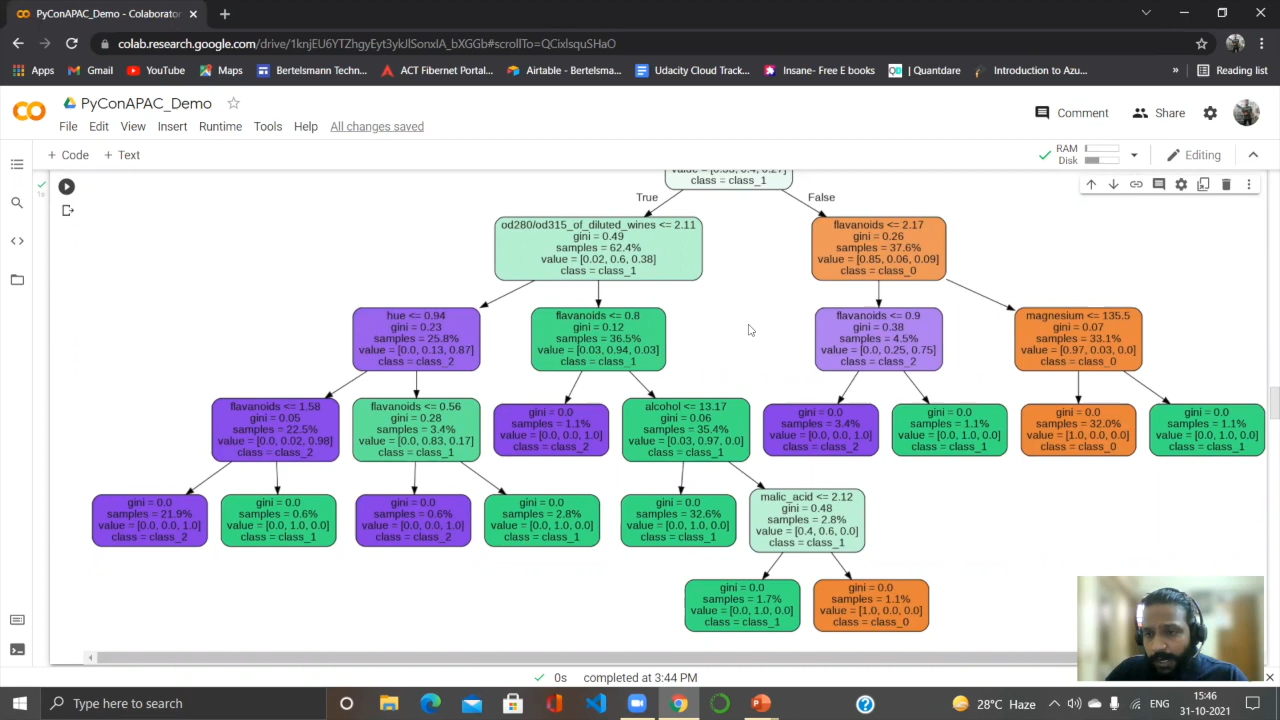 PyConAPAC_Demo - Colaborator
colab.research.google.com/drive/1knjEU6YTZhgyEyt3ykJlSonxlA_bXGGb#scrollTo=QCixlsquSHaO
Apps
Gmail
YouTube
Maps
Bertelsmann Techn...
ACT Fibernet Portal...
Airtable - Bertelsma...
Udacity Cloud Track...
Insane- Free E books
Quantdare
Introduction to Azu...
»
Reading list
PyConAPAC_Demo
File Edit View Insert Runtime Tools Help All changes saved
Comment
Share
+ Code + Text
RAM
Disk
Editing
1s
class = class_1
True
False
od280/od315_of_diluted_wines <= 2.11
gini = 0.49
samples = 62.4%
value = [0.02, 0.6, 0.38]
class = class_1
flavanoids <= 2.17
gini = 0.26
samples = 37.6%
value = [0.85, 0.06, 0.09]
class = class_0
hue <= 0.94
gini = 0.23
samples = 25.8%
value = [0.0, 0.13, 0.87]
class = class_2
flavanoids <= 0.8
gini = 0.12
samples = 36.5%
value = [0.03, 0.94, 0.03]
class = class_1
flavanoids <= 0.9
gini = 0.38
samples = 4.5%
value = [0.0, 0.25, 0.75]
class = class_2
magnesium <= 135.5
gini = 0.07
samples = 33.1%
value = [0.97, 0.03, 0.0]
class = class_0
flavanoids <= 1.58
gini = 0.05
samples = 22.5%
value = [0.0, 0.02, 0.98]
class = class_2
flavanoids <= 0.56
gini = 0.28
samples = 3.4%
value = [0.0, 0.83, 0.17]
class = class_1
gini = 0.0
samples = 1.1%
value = [0.0, 0.0, 1.0]
class = class_2
alcohol <= 13.17
gini = 0.06
samples = 35.4%
value = [0.03, 0.97, 0.0]
class = class_1
gini = 0.0
samples = 3.4%
value = [0.0, 0.0, 1.0]
class = class_2
gini = 0.0
samples = 1.1%
value = [0.0, 1.0, 0.0]
class = class_1
gini = 0.0
samples = 32.0%
value = [1.0, 0.0, 0.0]
class = class_0
gini = 0.0
samples = 1.1%
value = [0.0, 1.0, 0.0]
class = class_1
gini = 0.0
samples = 21.9%
value = [0.0, 0.0, 1.0]
class = class_2
gini = 0.0
samples = 0.6%
value = [0.0, 1.0, 0.0]
class = class_1
gini = 0.0
samples = 0.6%
value = [0.0, 0.0, 1.0]
class = class_2
gini = 0.0
samples = 2.8%
value = [0.0, 1.0, 0.0]
class = class_1
gini = 0.0
samples = 32.6%
value = [0.0, 1.0, 0.0]
class = class_1
malic_acid <= 2.12
gini = 0.48
samples = 2.8%
value = [0.4, 0.6, 0.0]
class = class_1
gini = 0.0
samples = 1.7%
value = [0.0, 1.0, 0.0]
class = class_1
gini = 0.0
samples = 1.1%
value = [1.0, 0.0, 0.0]
class = class_0
0s completed at 3:44 PM
Type here to search
28°C Haze
ENG
15:46
31-10-2021